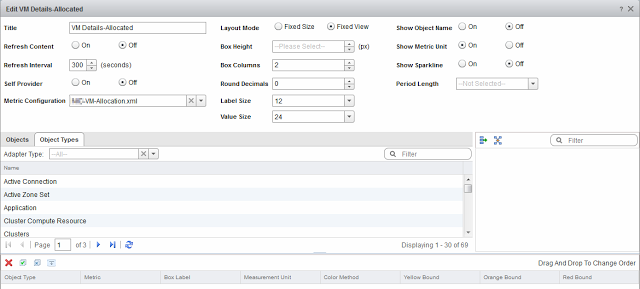 Edit VM Details-Allocated
Title VM Details-Allocated Layout Mode Fixed Size Fixed View Show Object Name On Off
Refresh Content On Off Box Height --Please Select-- (px) Show Metric Unit On Off
Refresh Interval 300 (seconds) Box Columns 2 Show Sparkline On Off
Self Provider On Off Round Decimals 0 Period Length --Not Selected--
Metric Configuration -VM-Allocation.xml Label Size 12
Value Size 24
Objects Object Types Filter
Adapter Type: --All-- Filter
Name
Active Connection
Active Zone Set
Application
Cluster Compute Resource
Clusters
Page 1 of 3 Displaying 1 - 30 of 69
Drag And Drop To Change Order
Object Type Metric Box Label Measurement Unit Color Method Yellow Bound Orange Bound Red Bound